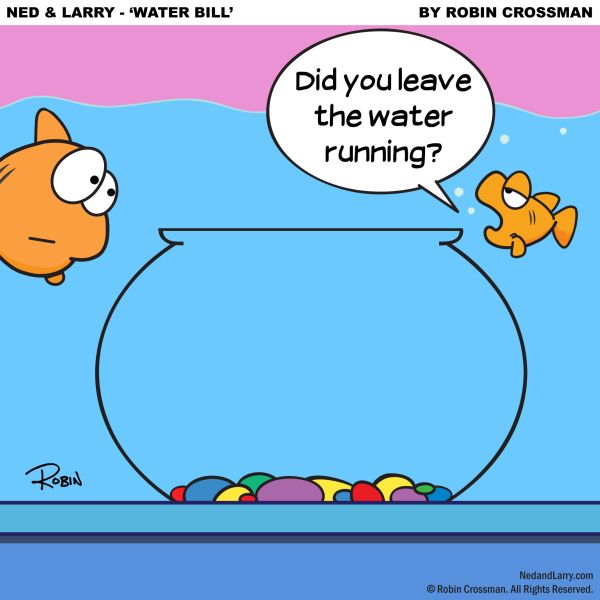 NED & LARRY - ‘WATER BILL’ BY ROBIN CROSSMAN
Did you leave
the water
running?
ROBIN
NedandLarry.com
© Robin Crossman. All Rights Reserved.